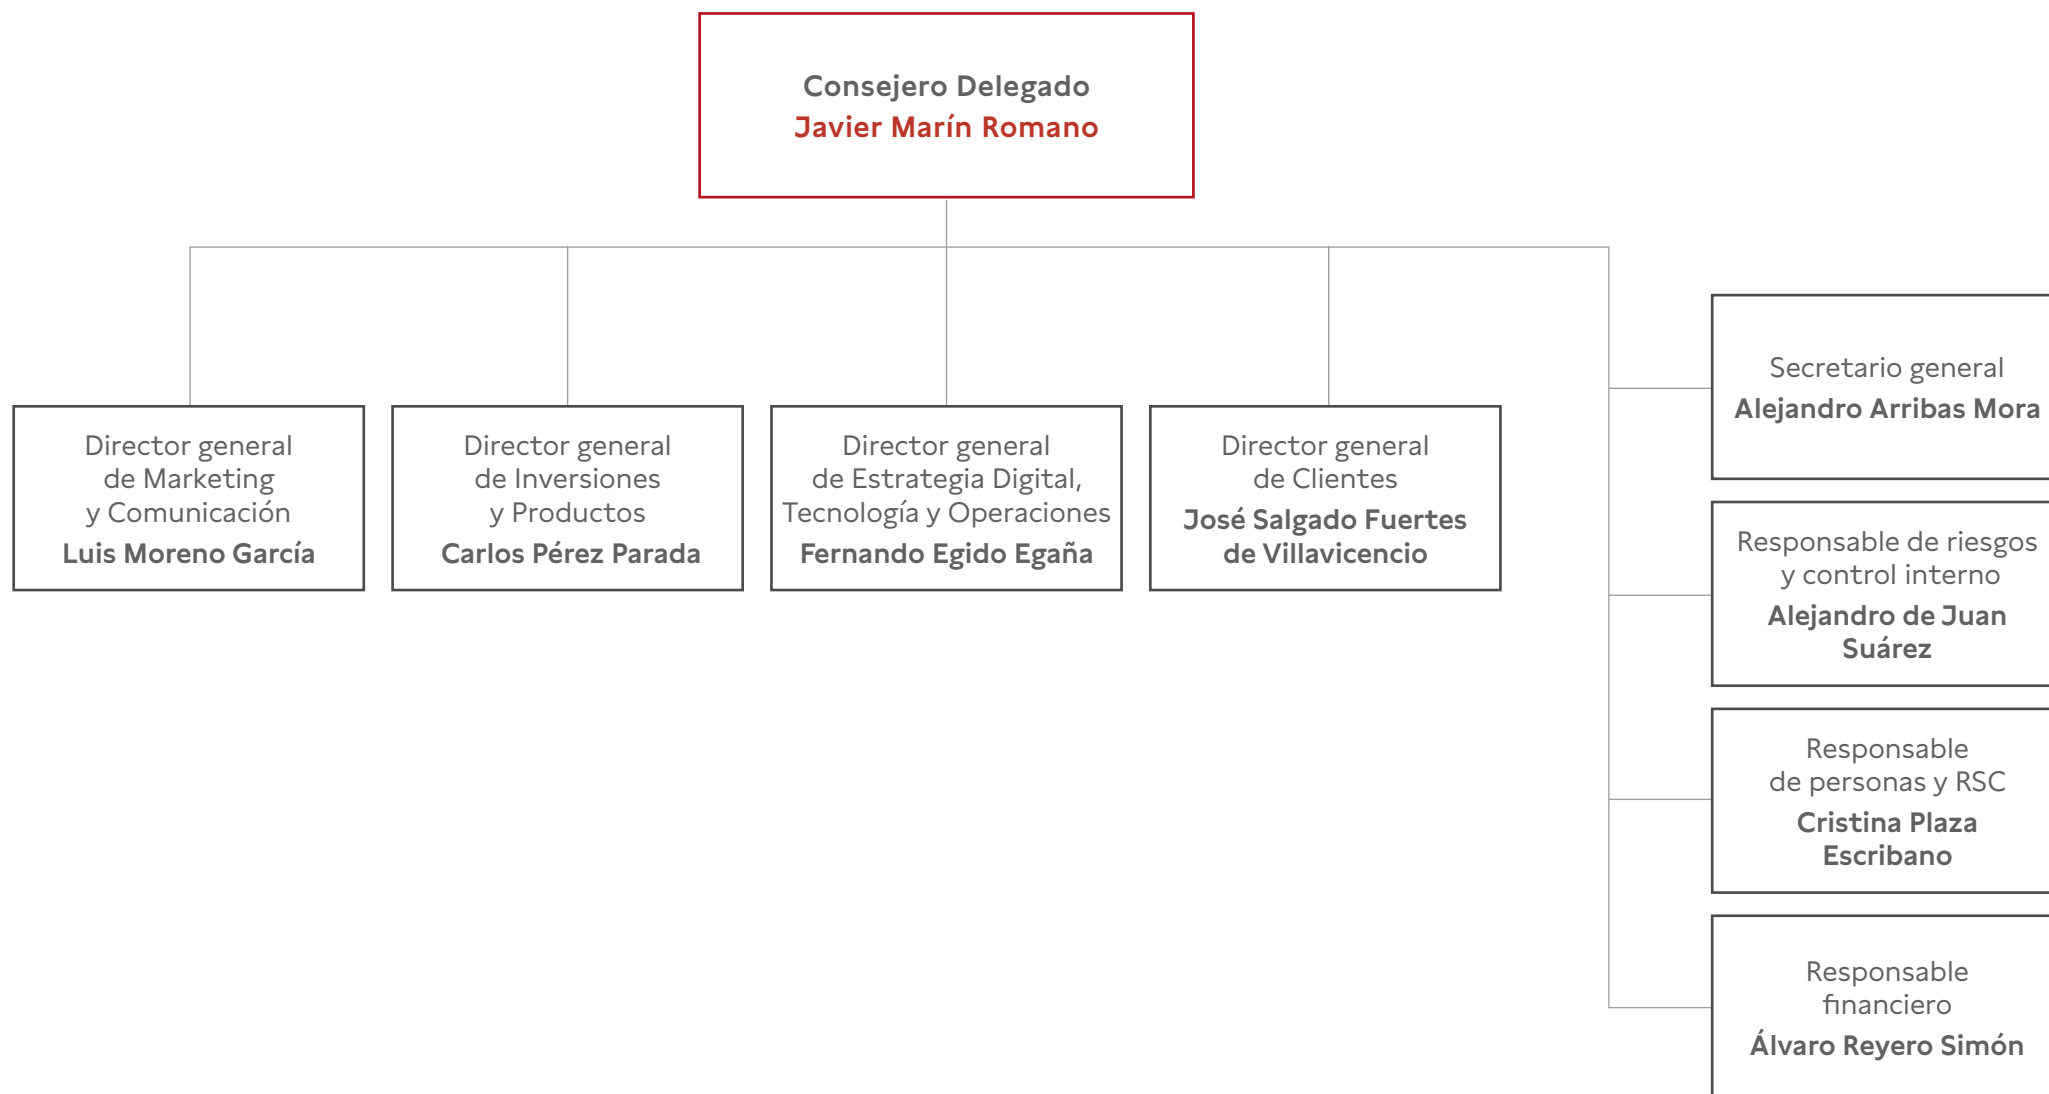 Consejero Delegado
Javier Marín Romano
Director general
de Marketing
y Comunicación
Luis Moreno García
Director general
de Inversiones
y Productos
Carlos Pérez Parada
Director general
de Estrategia Digital,
Tecnología y Operaciones
Fernando Egido Egaña
Director general
de Clientes
José Salgado Fuertes
de Villavicencio
Secretario general
Alejandro Arribas Mora
Responsable de riesgos
y control interno
Alejandro de Juan
Suárez
Responsable
de personas y RSC
Cristina Plaza
Escribano
Responsable
financiero
Álvaro Reyero Simón